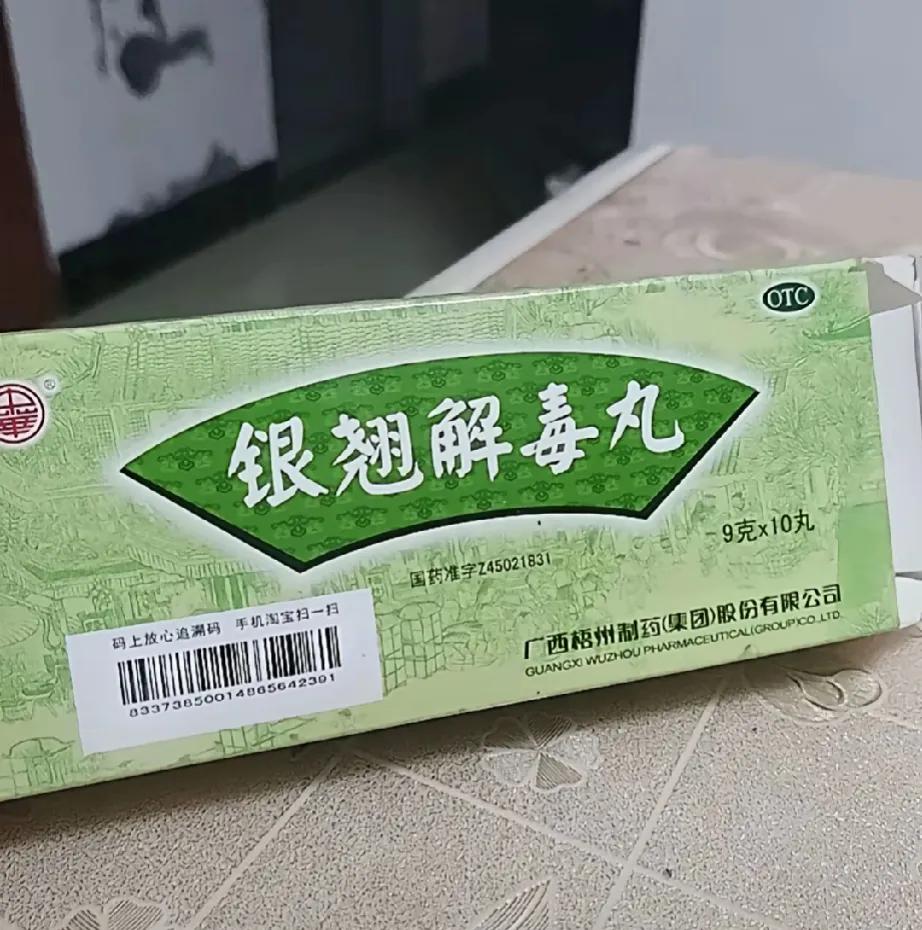 OTC
®
银翘解毒丸
9克x10丸
国药准字Z45021831
码上放心追溯码 手机淘宝扫一扫
83373850014865642391
广西梧州制药(集团)股份有限公司
GUANGXI WUZHOU PHARMACEUTICAL(GROUP)CO.,LTD.